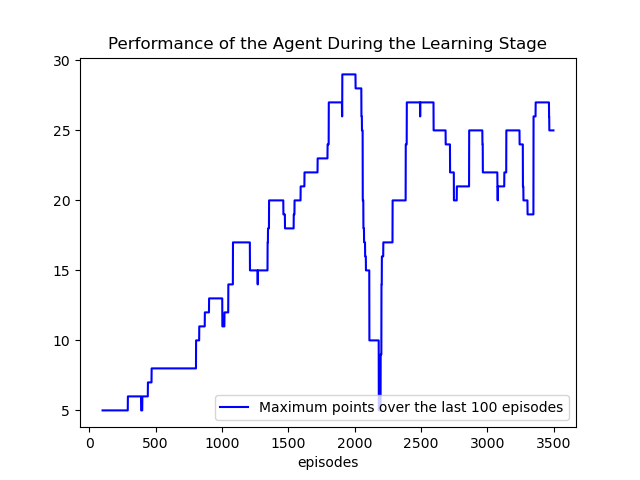 Performance of the Agent During the Learning Stage
30
25
20
15
10
5
Maximum points over the last 100 episodes
0 500 1000 1500 2000 2500 3000 3500
episodes